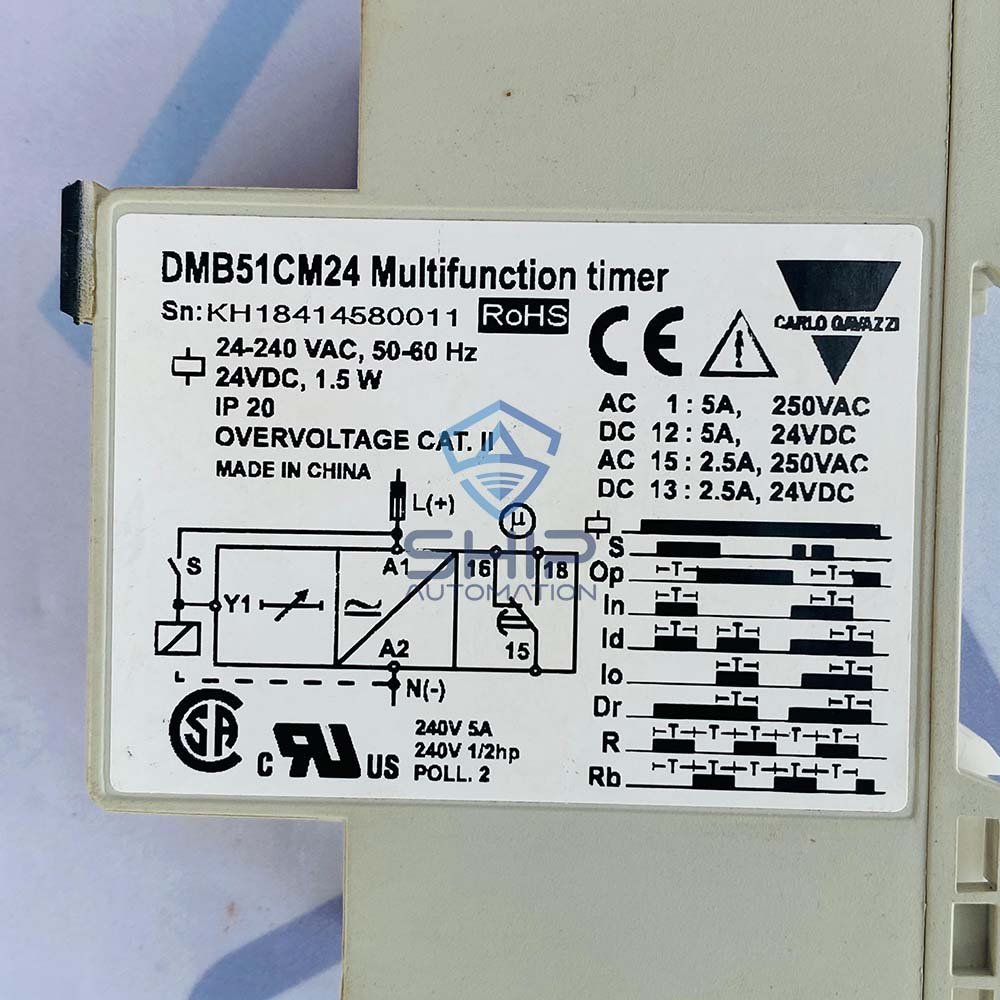 DMB51CM24 Multifunction timer
Sn:KH18414580011 RoHS
CE
CARLO GAVAZZI
24-240 VAC, 50-60 Hz
24VDC, 1.5 W
IP 20
OVERVOLTAGE CAT. II
MADE IN CHINA
AC 1 : 5A, 250VAC
DC 12 : 5A, 24VDC
AC 15 : 2.5A, 250VAC
DC 13 : 2.5A, 24VDC
L(+)
μ
S
A1
16
18
Y1
A2
15
N(-)
SHIP
AUTOMATION
S
Op T T
In T T
Id T T T
Io T
Dr T T
R T T T T T
Rb T T T T T
SA
C UR US
240V 5A
240V 1/2hp
POLL. 2